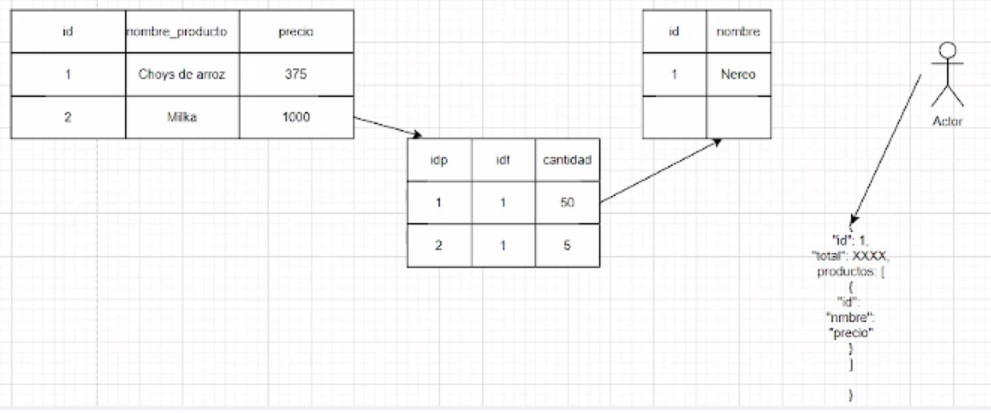 id nombre_producto precio
1 Choys de arroz 375
2 Milka 1000
idp idf cantidad
1 1 50
2 1 5
id nombre
1 Nereo
Actor
{
"id": 1,
"total": XXXX,
productos: [
{
"id":
"nmbre":
"precio"
}
]
}